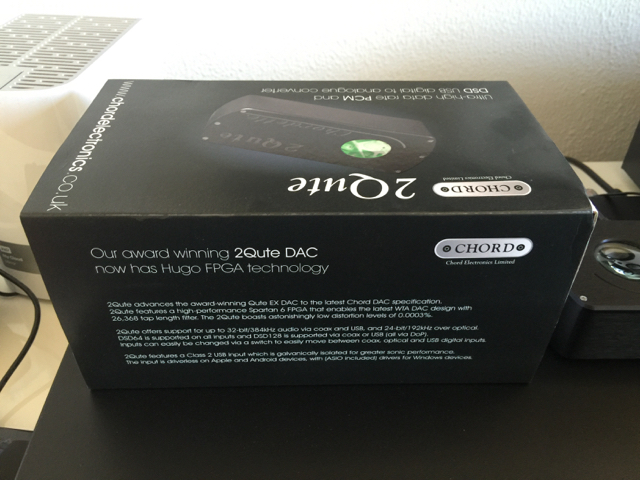 www.chordelectronics.co.uk
Ultra-high data rate PCM and
DSD USB digital to analogue converter
2Qute
2Qute
CHORD
Chord Electronics Limited
Our award winning 2Qute DAC
now has Hugo FPGA technology
CHORD
Chord Electronics Limited
2Qute advances the award-winning Qute EX DAC to the latest Chord DAC specification.
2Qute features a high-performance Spartan 6 FPGA that enables the latest WTA DAC design with
26,368 tap length filter. The 2Qute boasts astonishingly low distortion levels of 0.0003%.
2Qute offers support for up to 32-bit/384kHz audio via coax and USB, and 24-bit/192kHz over optical.
DSD64 is supported on all inputs and DSD128 is supported via coax or USB (all via DoP).
Inputs can easily be changed via a switch to easily move between coax, optical and USB digital inputs.
2Qute features a Class 2 USB input which is galvanically isolated for greater sonic performance.
The input is driverless on Apple and Android devices, with (ASIO included) drivers for Windows devices.